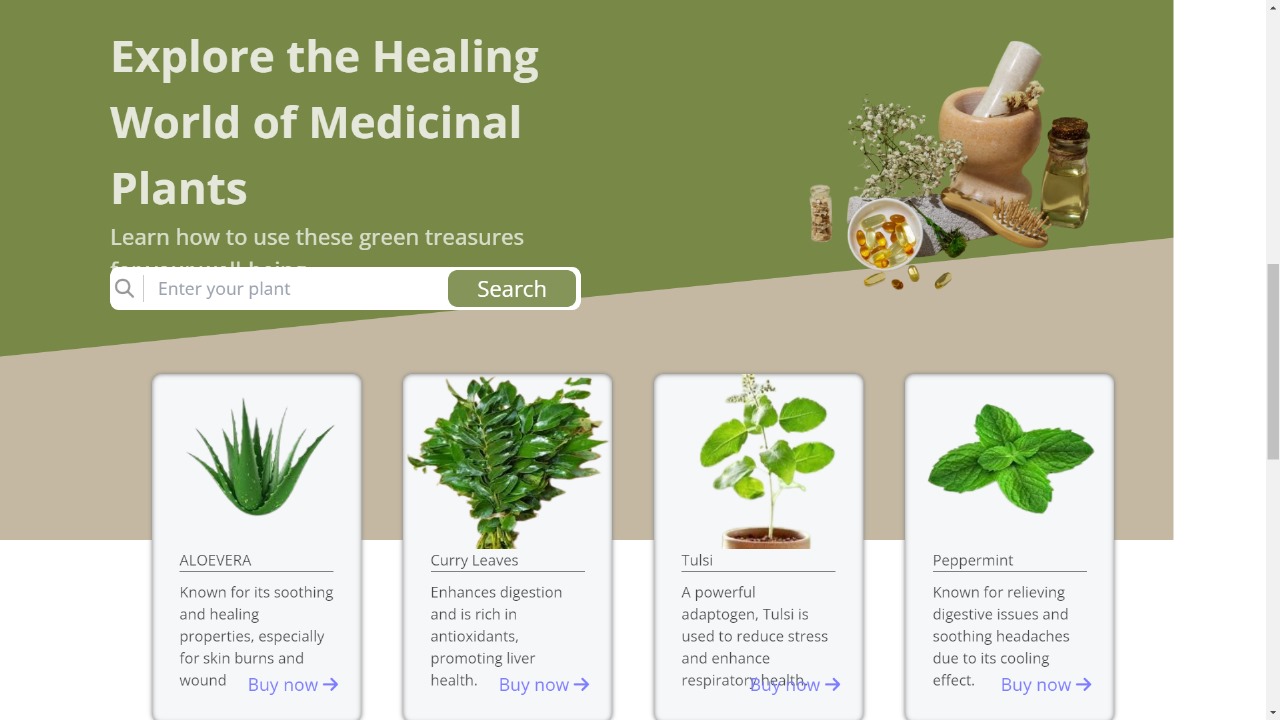 Explore the Healing
World of Medicinal
Plants
Learn how to use these green treasures
for your well-being.
Enter your plant
Search
ALOEVERA
Known for its soothing
and healing
properties, especially
for skin burns and
wound
Buy now
Curry Leaves
Enhances digestion
and is rich in
antioxidants,
promoting liver
health.
Buy now
Tulsi
A powerful
adaptogen, Tulsi is
used to reduce stress
and enhance
respiratory health.
Buy now
Peppermint
Known for relieving
digestive issues and
soothing headaches
due to its cooling
effect.
Buy now